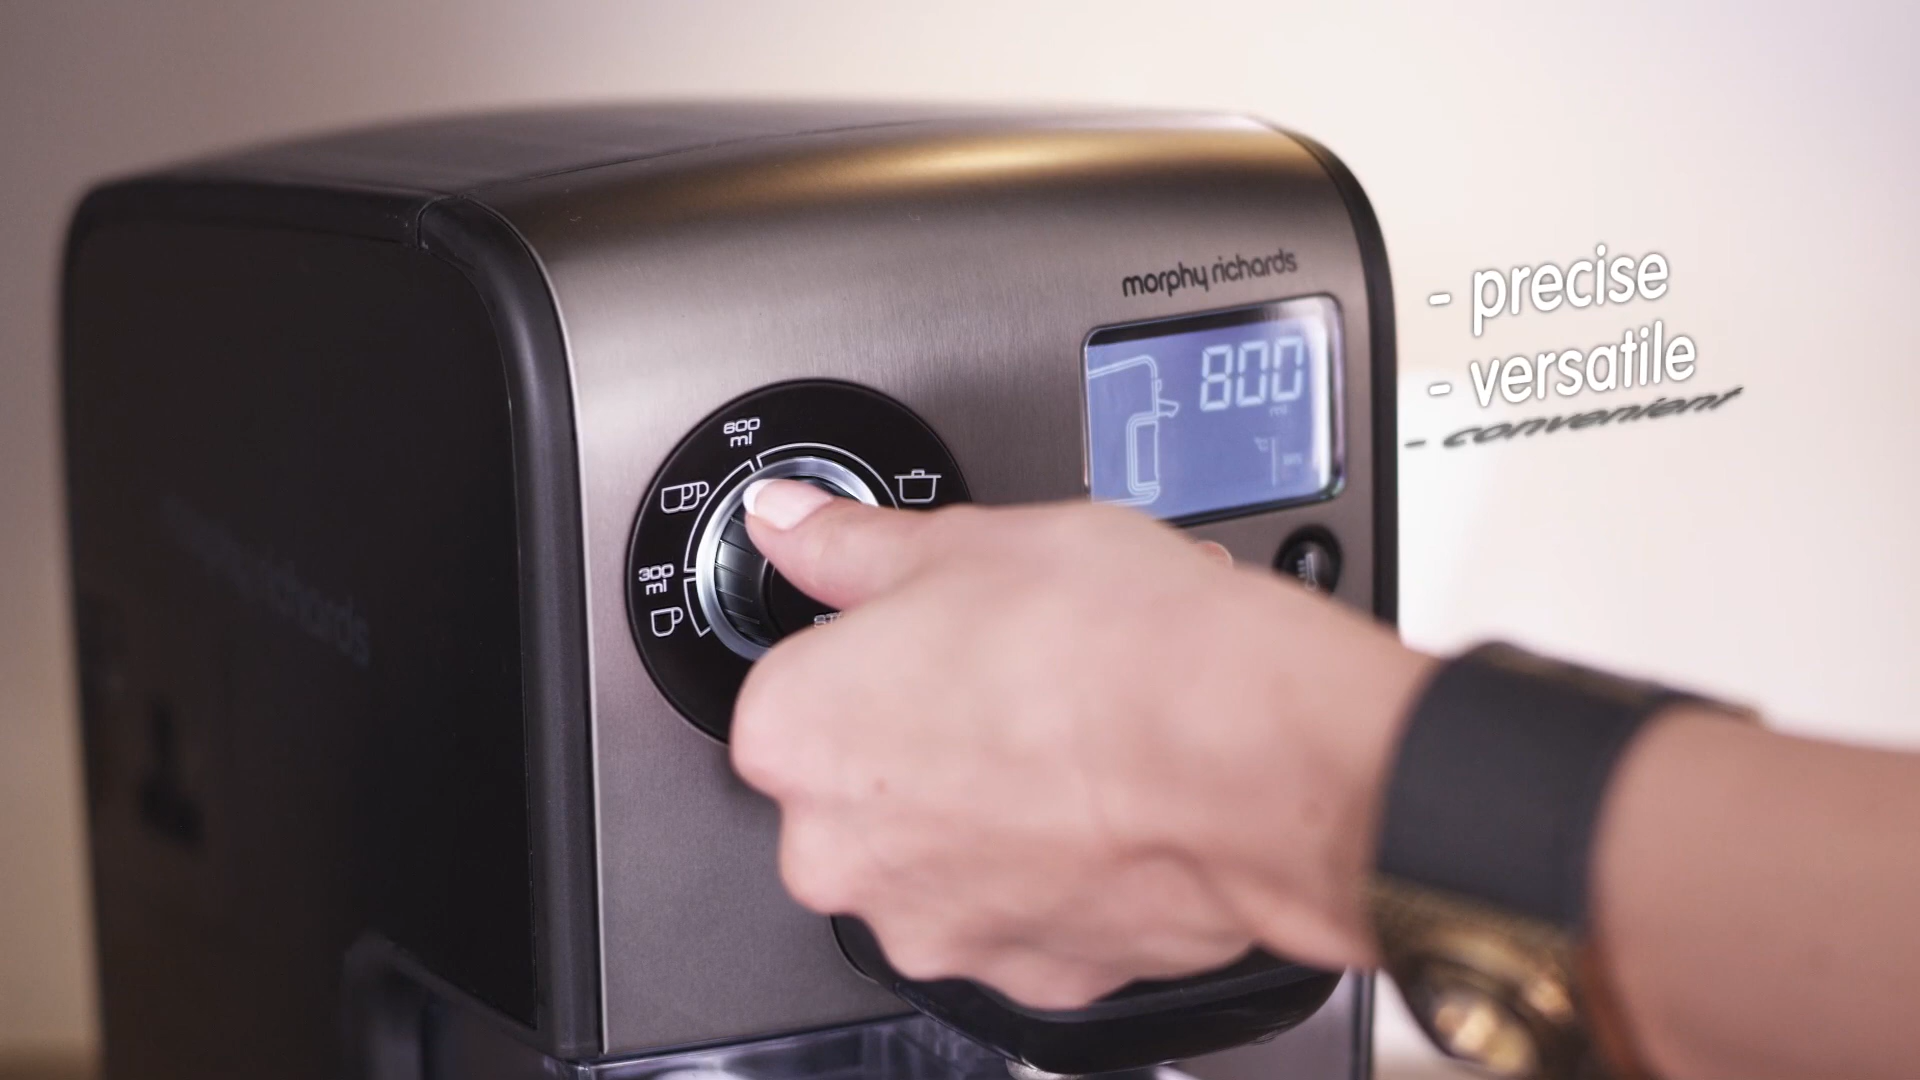 morphy richards
- precise
- versatile
- convenient
800
ml
600
ml
300
ml